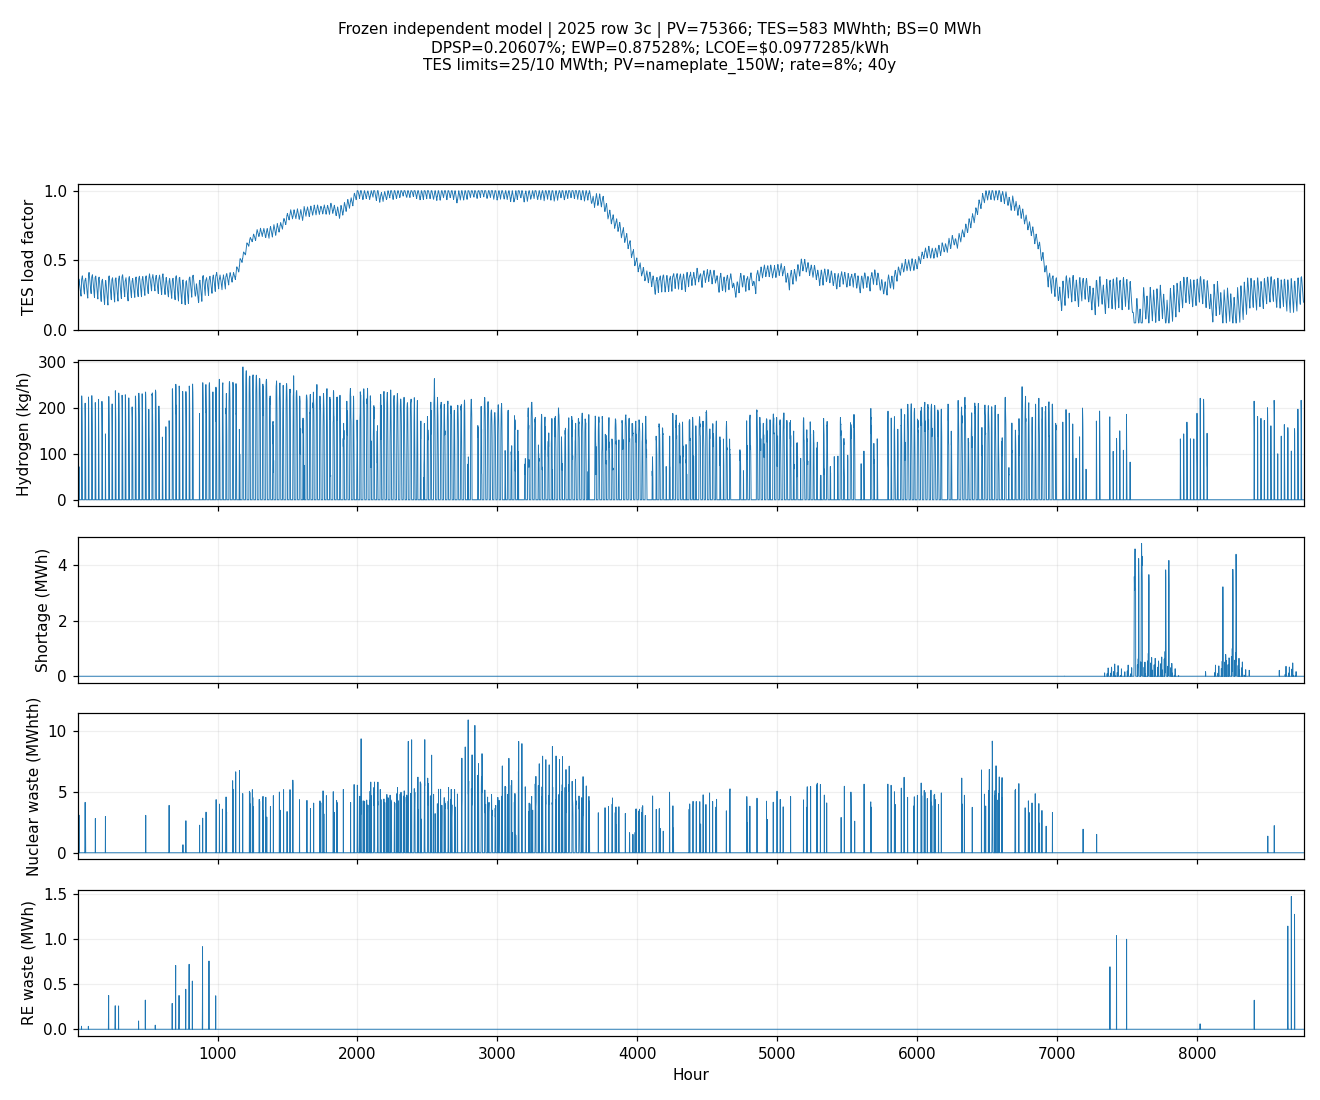 Frozen independent model | 2025 row 3c | PV=75366; TES=583 MWhth; BS=0 MWh
DPSP=0.20607%; EWP=0.87528%; LCOE=$0.0977285/kWh
TES limits=25/10 MWth; PV=nameplate_150W; rate=8%; 40y
TES load factor
1.0
0.5
0.0
Hydrogen (kg/h)
300
200
100
0
Shortage (MWh)
4
2
0
Nuclear waste (MWhth)
10
5
0
RE waste (MWh)
1.5
1.0
0.5
0.0
1000 2000 3000 4000 5000 6000 7000 8000
Hour